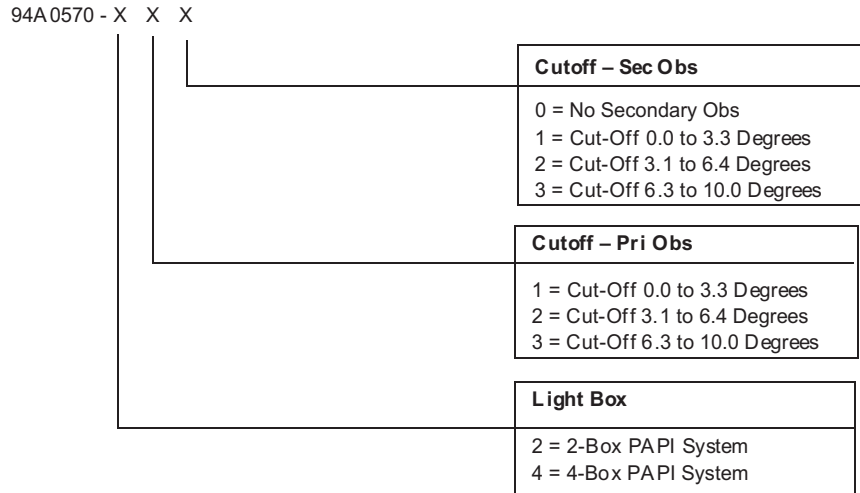 94A0570 - X X X
Cutoff – Sec Obs
0 = No Secondary Obs
1 = Cut-Off 0.0 to 3.3 Degrees
2 = Cut-Off 3.1 to 6.4 Degrees
3 = Cut-Off 6.3 to 10.0 Degrees
Cutoff – Pri Obs
1 = Cut-Off 0.0 to 3.3 Degrees
2 = Cut-Off 3.1 to 6.4 Degrees
3 = Cut-Off 6.3 to 10.0 Degrees
Light Box
2 = 2-Box PAPI System
4 = 4-Box PAPI System